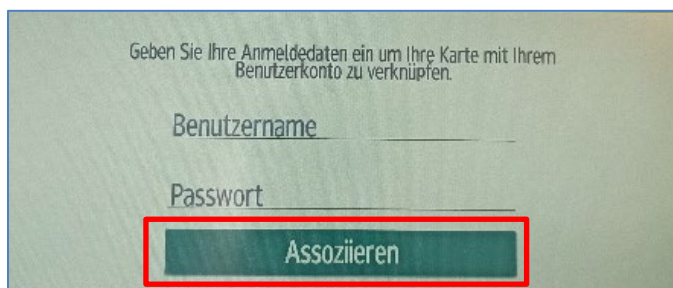 Geben Sie Ihre Anmeldedaten ein um Ihre Karte mit Ihrem
Benutzerkonto zu verknüpfen.
Benutzername
Passwort
Assoziieren